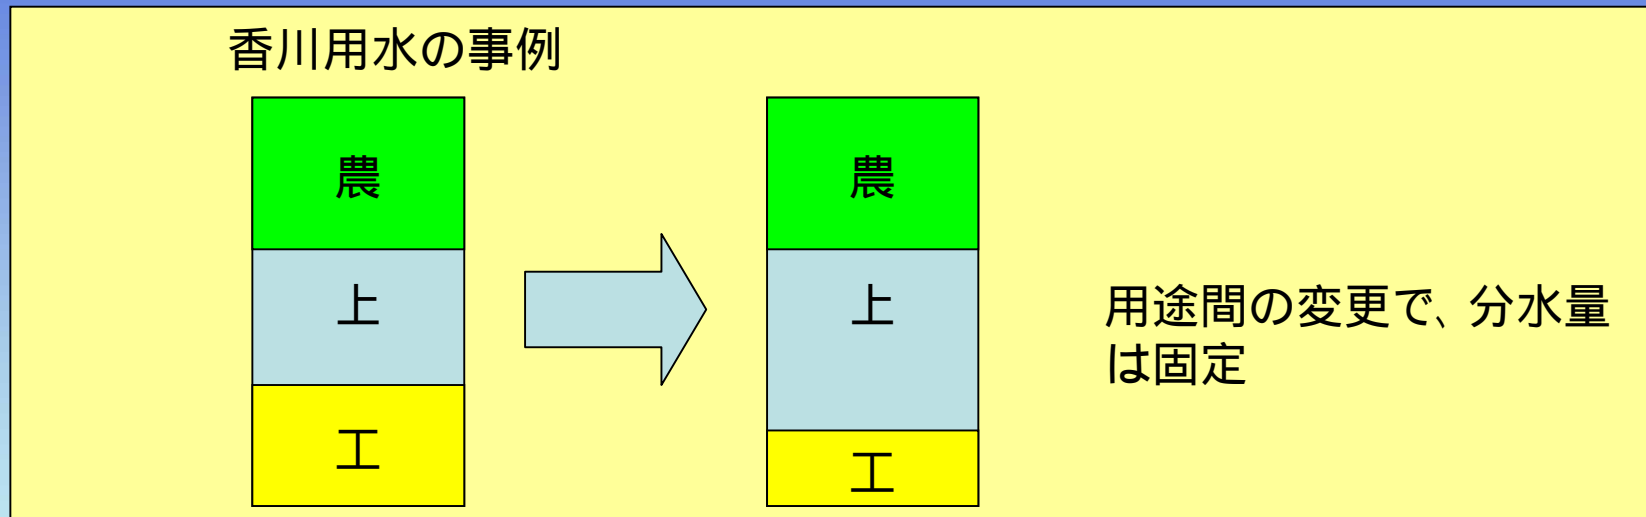 香川用水の事例
農
上
工
農
上
工
用途間の変更で、分水量
は固定